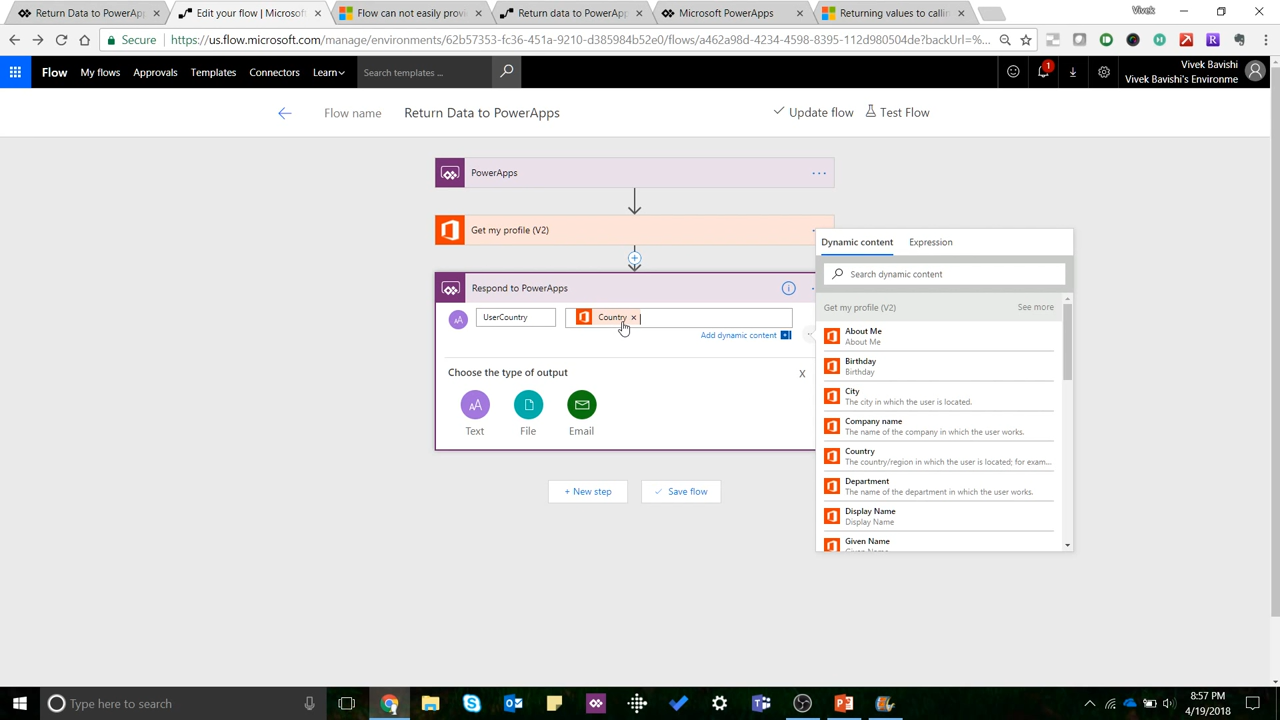 Return Data to PowerApp
Edit your flow | Microsof
Flow can not easily provi
Return data to PowerApp
Microsoft PowerApps
Returning values to calli
Vivek
Secure
https://us.flow.microsoft.com/manage/environments/62b57353-fc36-451a-9210-d385984b52e0/flows/a462a98d-4234-4598-8395-112d980504de?backUrl=%...
Flow
My flows
Approvals
Templates
Connectors
Learn
Search templates ...
1
Vivek Bavishi
Vivek Bavishi's Environme
Flow name
Return Data to PowerApps
Update flow
Test Flow
PowerApps
Get my profile (V2)
Respond to PowerApps
UserCountry
Country ×
Add dynamic content
Choose the type of output
X
Text
File
Email
+ New step
Save flow
Dynamic content
Expression
Search dynamic content
Get my profile (V2)
See more
About Me
About Me
Birthday
Birthday
City
The city in which the user is located.
Company name
The name of the company in which the user works.
Country
The country/region in which the user is located; for exam...
Department
The name of the department in which the user works.
Display Name
Display Name
Given Name
Type here to search
8:57 PM
4/19/2018